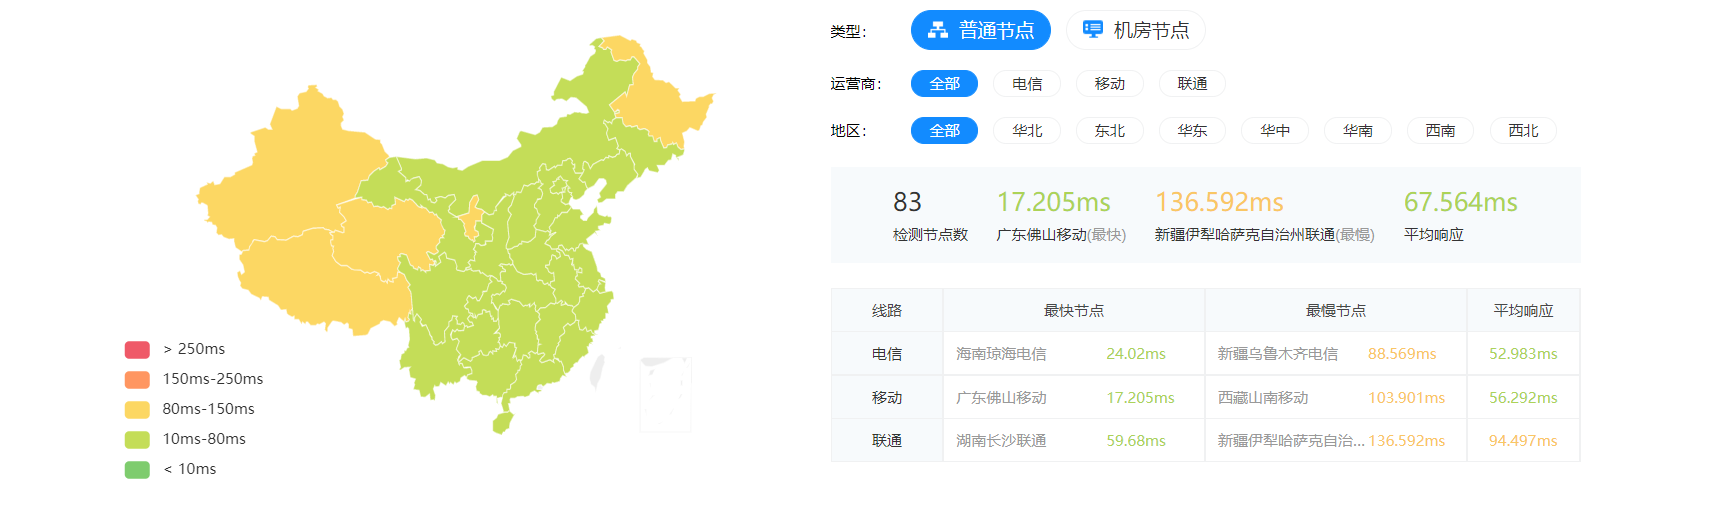 类型： 普通节点 机房节点
运营商： 全部 电信 移动 联通
地区： 全部 华北 东北 华东 华中 华南 西南 西北
83 17.205ms 136.592ms 67.564ms
检测节点数 广东佛山移动(最快) 新疆伊犁哈萨克自治州联通(最慢) 平均响应
线路 最快节点 最慢节点 平均响应
电信 海南琼海电信 24.02ms 新疆乌鲁木齐电信 88.569ms 52.983ms
移动 广东佛山移动 17.205ms 西藏山南移动 103.901ms 56.292ms
联通 湖南长沙联通 59.68ms 新疆伊犁哈萨克自治... 136.592ms 94.497ms
> 250ms
150ms-250ms
80ms-150ms
10ms-80ms
< 10ms